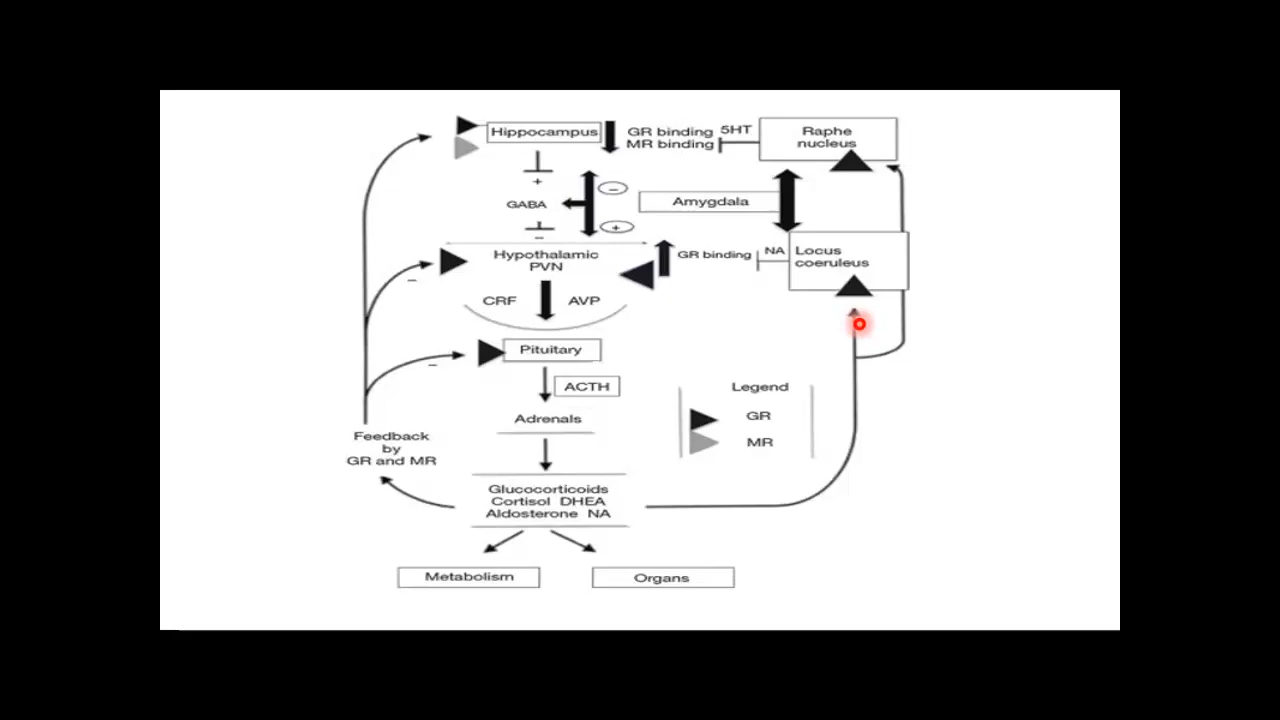 Hippocampus
GR binding
MR binding
5HT
Raphe
nucleus
+
−
GABA
Amygdala
+
−
Hypothalamic
PVN
GR binding
NA
Locus
coeruleus
−
CRF
AVP
Pituitary
−
ACTH
Legend
Adrenals
GR
MR
Feedback
by
GR and MR
Glucocorticoids
Cortisol DHEA
Aldosterone NA
Metabolism
Organs